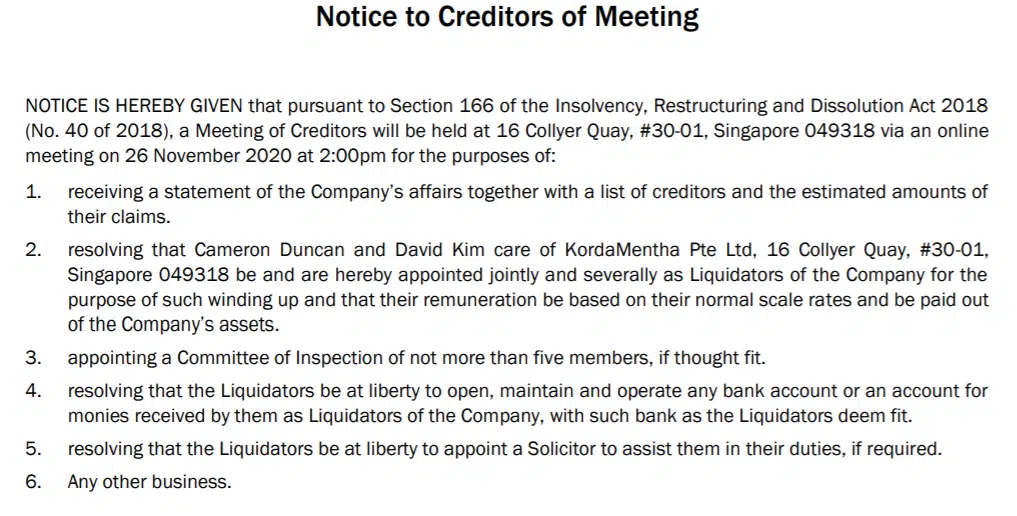 Notice to Creditors of Meeting
NOTICE IS HEREBY GIVEN that pursuant to Section 166 of the Insolvency, Restructuring and Dissolution Act 2018
(No. 40 of 2018), a Meeting of Creditors will be held at 16 Collyer Quay, #30-01, Singapore 049318 via an online
meeting on 26 November 2020 at 2:00pm for the purposes of:
1. receiving a statement of the Company’s affairs together with a list of creditors and the estimated amounts of
their claims.
2. resolving that Cameron Duncan and David Kim care of KordaMentha Pte Ltd, 16 Collyer Quay, #30-01,
Singapore 049318 be and are hereby appointed jointly and severally as Liquidators of the Company for the
purpose of such winding up and that their remuneration be based on their normal scale rates and be paid out
of the Company’s assets.
3. appointing a Committee of Inspection of not more than five members, if thought fit.
4. resolving that the Liquidators be at liberty to open, maintain and operate any bank account or an account for
monies received by them as Liquidators of the Company, with such bank as the Liquidators deem fit.
5. resolving that the Liquidators be at liberty to appoint a Solicitor to assist them in their duties, if required.
6. Any other business.